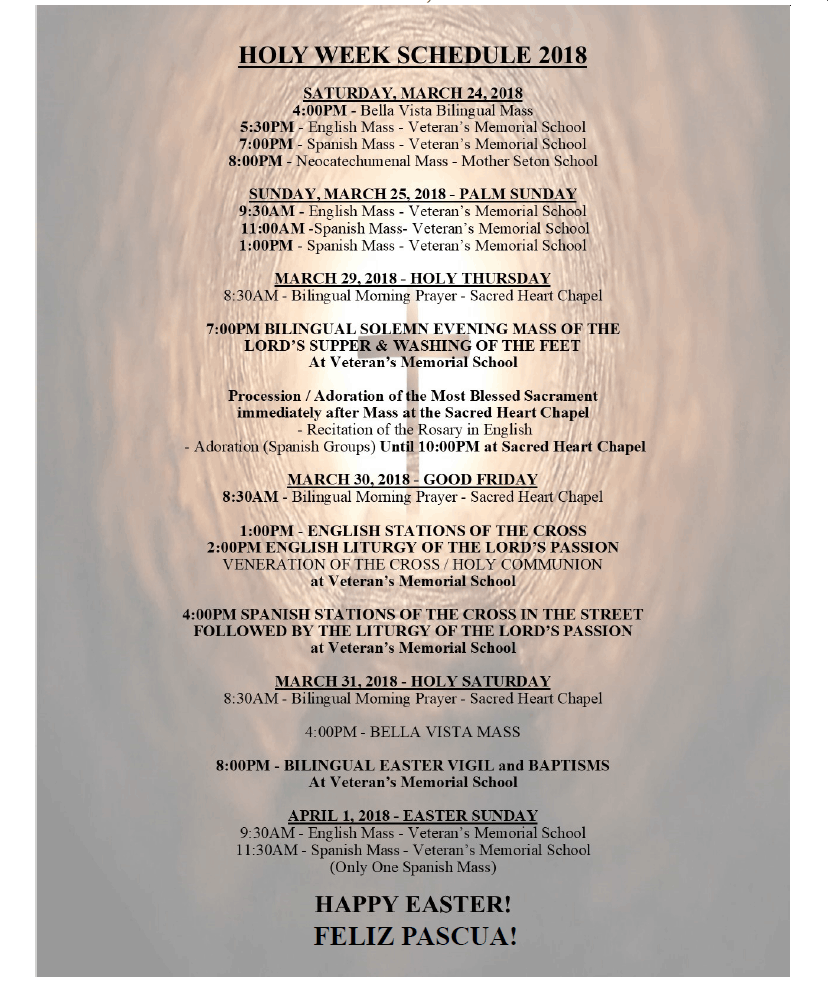 HOLY WEEK SCHEDULE 2018
SATURDAY, MARCH 24, 2018
4:00PM - Bella Vista Bilingual Mass
5:30PM - English Mass - Veteran's Memorial School
7:00PM - Spanish Mass - Veteran's Memorial School
8:00PM - Neocatechumenal Mass - Mother Seton School
SUNDAY, MARCH 25, 2018 - PALM SUNDAY
9:30AM - English Mass - Veteran's Memorial School
11:00AM -Spanish Mass- Veteran's Memorial School
1:00PM - Spanish Mass - Veteran's Memorial School
MARCH 29, 2018 - HOLY THURSDAY
8:30AM - Bilingual Morning Prayer - Sacred Heart Chapel
7:00PM BILINGUAL SOLEMN EVENING MASS OF THE
LORD'S SUPPER & WASHING OF THE FEET
At Veteran's Memorial School
Procession / Adoration of the Most Blessed Sacrament
immediately after Mass at the Sacred Heart Chapel
- Recitation of the Rosary in English
- Adoration (Spanish Groups) Until 10:00PM at Sacred Heart Chapel
MARCH 30, 2018 - GOOD FRIDAY
8:30AM - Bilingual Morning Prayer - Sacred Heart Chapel
1:00PM - ENGLISH STATIONS OF THE CROSS
2:00PM ENGLISH LITURGY OF THE LORD'S PASSION
VENERATION OF THE CROSS / HOLY COMMUNION
at Veteran's Memorial School
4:00PM SPANISH STATIONS OF THE CROSS IN THE STREET
FOLLOWED BY THE LITURGY OF THE LORD'S PASSION
at Veteran's Memorial School
MARCH 31, 2018 - HOLY SATURDAY
8:30AM - Bilingual Morning Prayer - Sacred Heart Chapel
4:00PM - BELLA VISTA MASS
8:00PM - BILINGUAL EASTER VIGIL and BAPTISMS
At Veteran's Memorial School
APRIL 1, 2018 - EASTER SUNDAY
9:30AM - English Mass - Veteran's Memorial School
11:30AM - Spanish Mass - Veteran's Memorial School
(Only One Spanish Mass)
HAPPY EASTER!
FELIZ PASCUA!